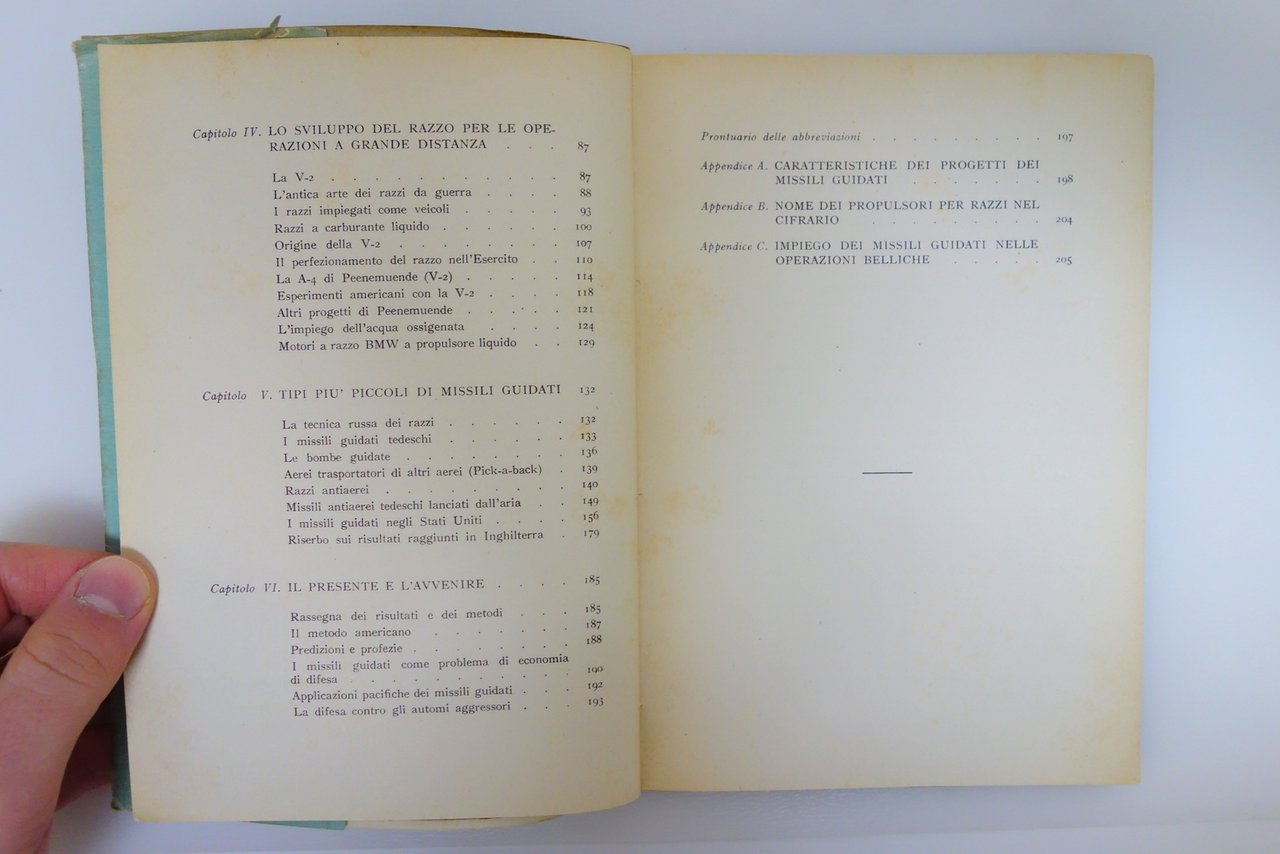 Capitolo IV. LO SVILUPPO DEL RAZZO PER LE OPE-
RAZIONI A GRANDE DISTANZA . . . 87
La V-2 . . . . . . . . . . . 87
L'antica arte dei razzi da guerra . . . . 88
I razzi impiegati come veicoli . . . . . 93
Razzi a carburante liquido . . . . . . 100
Origine della V-2 . . . . . . . . 107
Il perfezionamento del razzo nell'Esercito . . 110
La A-4 di Peenemuende (V-2) . . . . . 114
Esperimenti americani con la V-2 . . . . 118
Altri progetti di Peenemuende . . . . . 121
L'impiego dell'acqua ossigenata . . . . 124
Motori a razzo BMW a propulsore liquido . . 129
Capitolo V. TIPI PIU' PICCOLI DI MISSILI GUIDATI 132
La tecnica russa dei razzi . . . . . . 132
I missili guidati tedeschi . . . . . . 133
Le bombe guidate . . . . . . . . 136
Aerei trasportatori di altri aerei (Pick-a-back) . 139
Razzi antiaerei . . . . . . . . . 140
Missili antiaerei tedeschi lanciati dall'aria . . 149
I missili guidati negli Stati Uniti . . . . 156
Riserbo sui risultati raggiunti in Inghilterra . 179
Capitolo VI. IL PRESENTE E L'AVVENIRE . . . . 185
Rassegna dei risultati e dei metodi . . . 185
Il metodo americano . . . . . . . 187
Predizioni e profezie . . . . . . . . 188
I missili guidati come problema di economia
di difesa . . . . . . . . . . . 190
Applicazioni pacifiche dei missili guidati . . . 192
La difesa contro gli automi aggressori . . . 193
Prontuario delle abbreviazioni . . . . . . . . . 197
Appendice A. CARATTERISTICHE DEI PROGETTI DEI
MISSILI GUIDATI . . . . . . 198
Appendice B. NOME DEI PROPULSORI PER RAZZI NEL
CIFRARIO . . . . . . . . 204
Appendice C. IMPIEGO DEI MISSILI GUIDATI NELLE
OPERAZIONI BELLICHE . . . . . 205